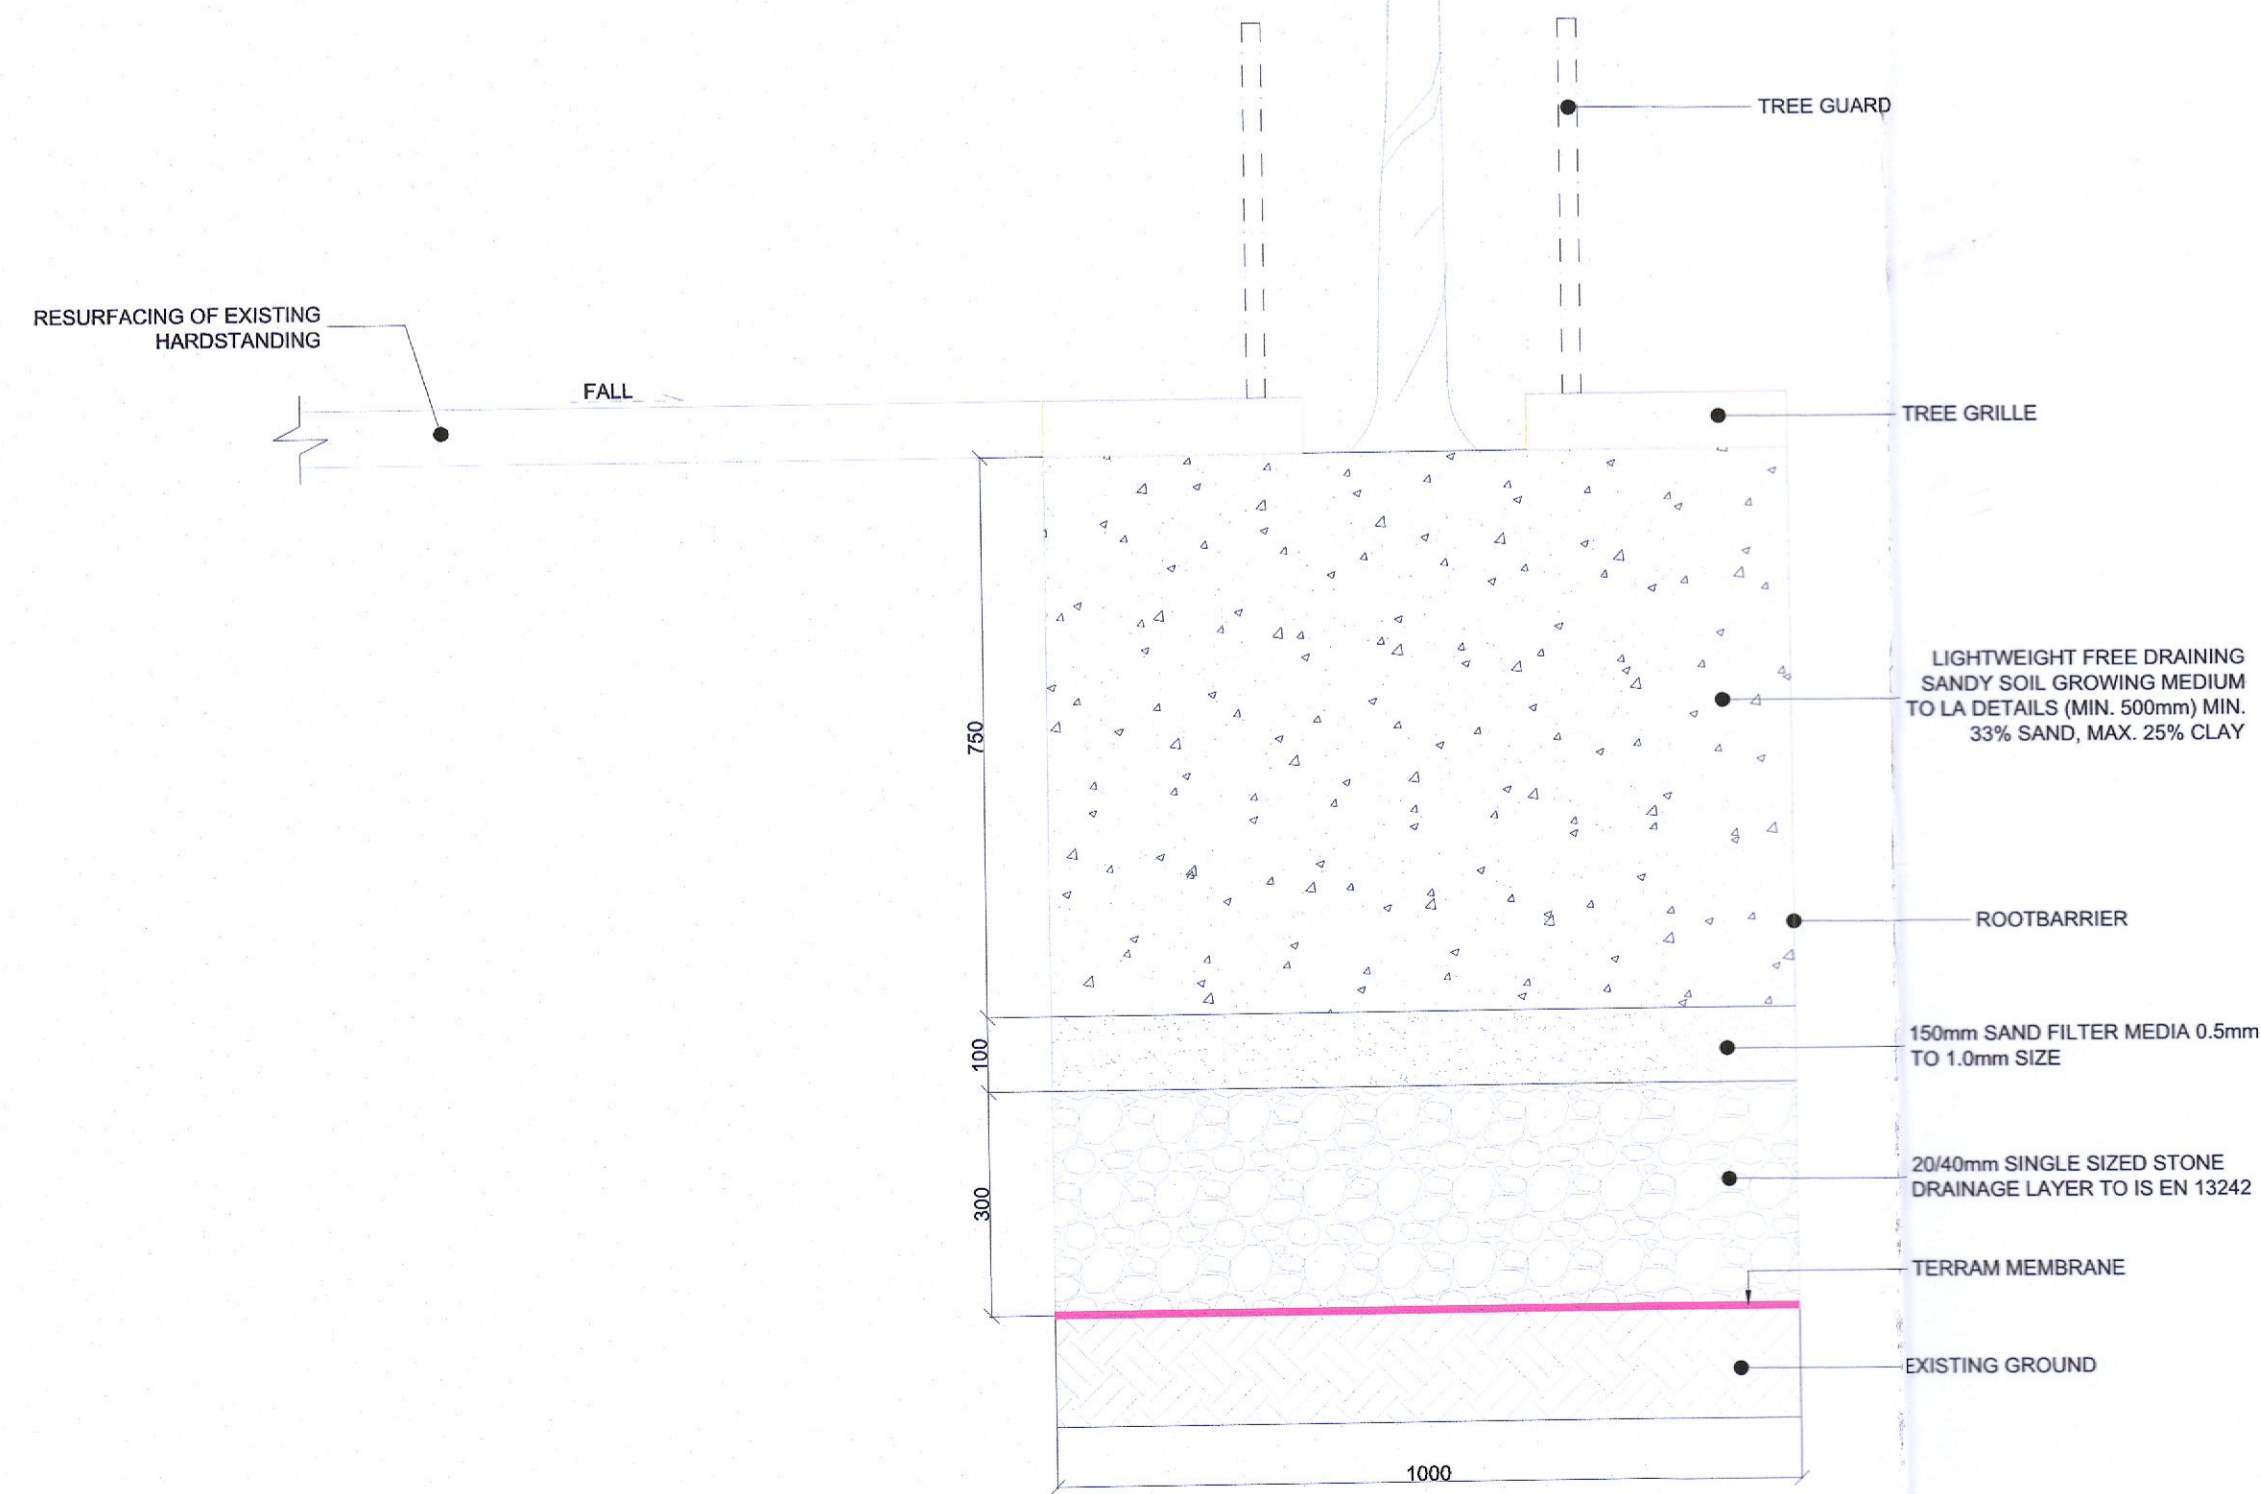 TREE GUARD
RESURFACING OF EXISTING
HARDSTANDING
FALL
TREE GRILLE
LIGHTWEIGHT FREE DRAINING
SANDY SOIL GROWING MEDIUM
TO LA DETAILS (MIN. 500mm) MIN.
33% SAND, MAX. 25% CLAY
750
ROOTBARRIER
150mm SAND FILTER MEDIA 0.5mm
TO 1.0mm SIZE
100
20/40mm SINGLE SIZED STONE
DRAINAGE LAYER TO IS EN 13242
300
TERRAM MEMBRANE
EXISTING GROUND
1000